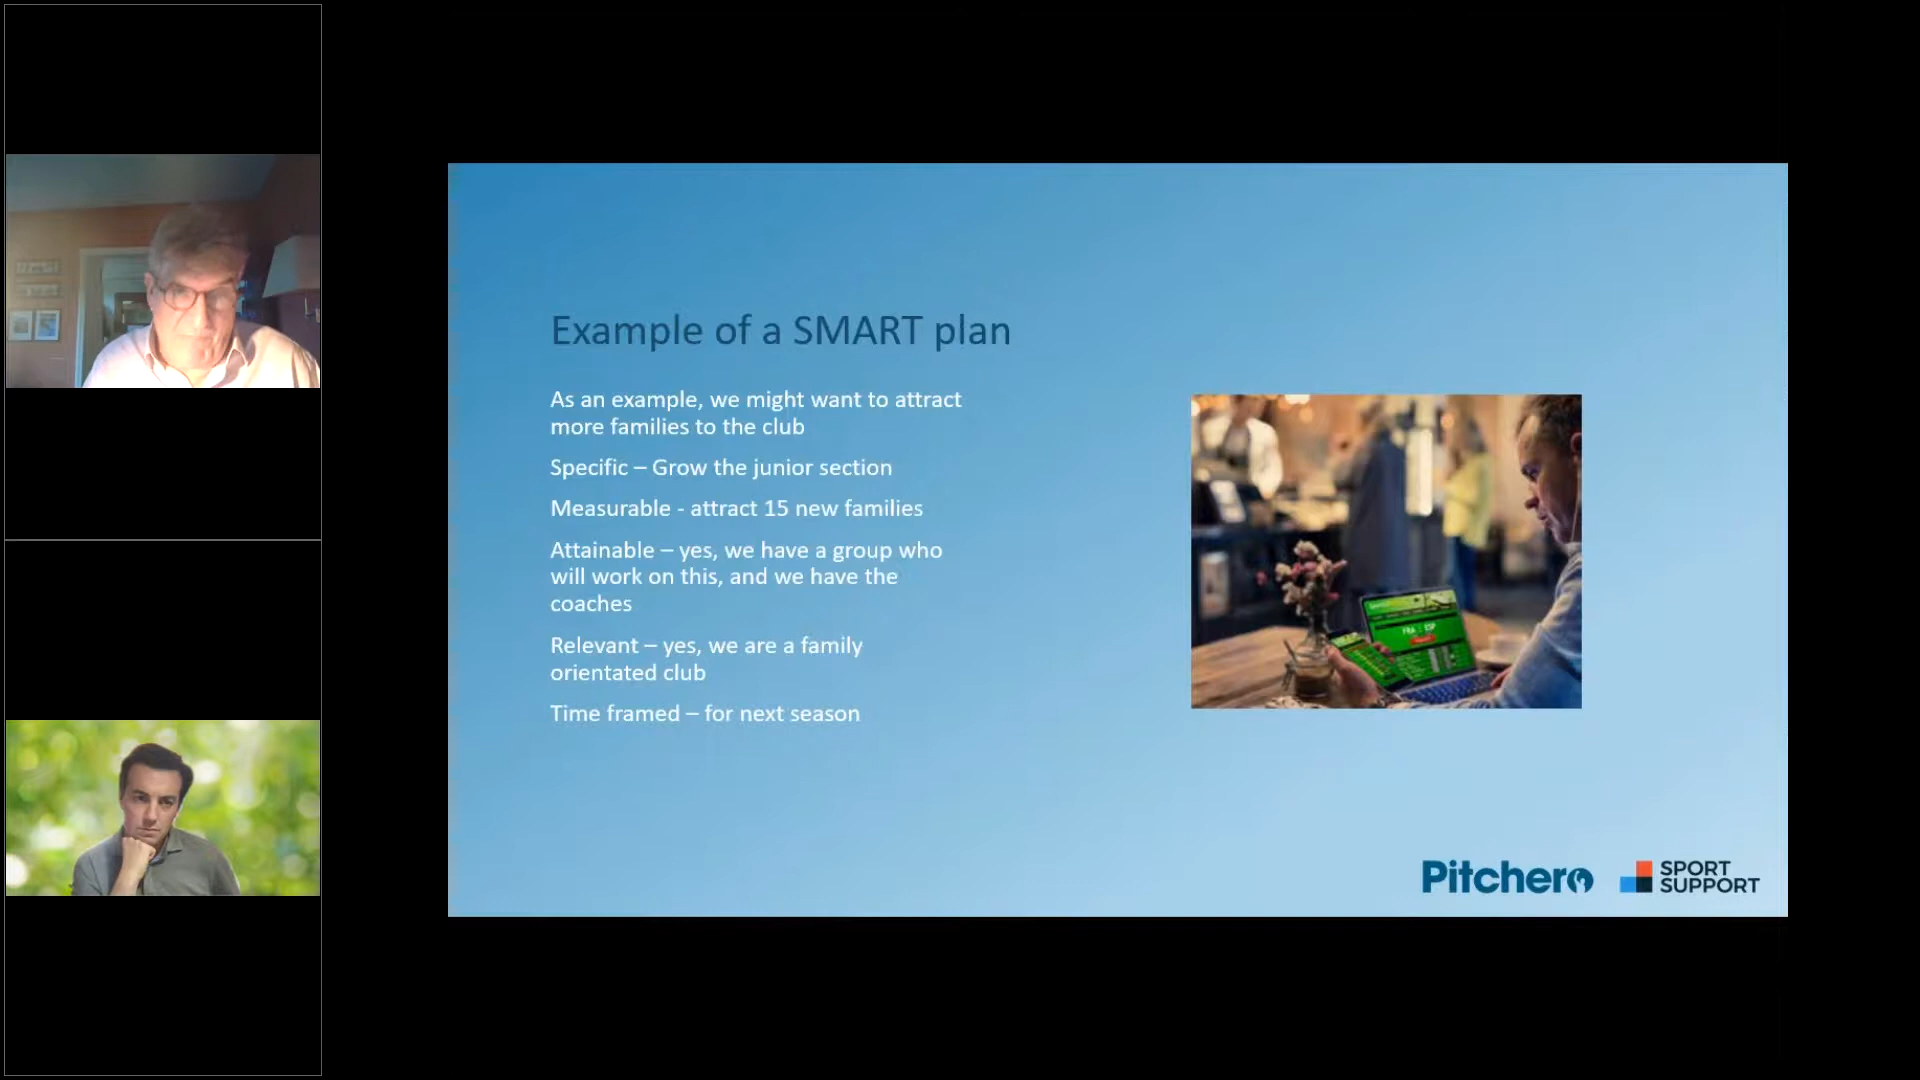 Example of a SMART plan
As an example, we might want to attract
more families to the club
Specific – Grow the junior section
Measurable - attract 15 new families
Attainable – yes, we have a group who
will work on this, and we have the
coaches
Relevant – yes, we are a family
orientated club
Time framed – for next season
FRA ESP
Pitchero
SPORT
SUPPORT